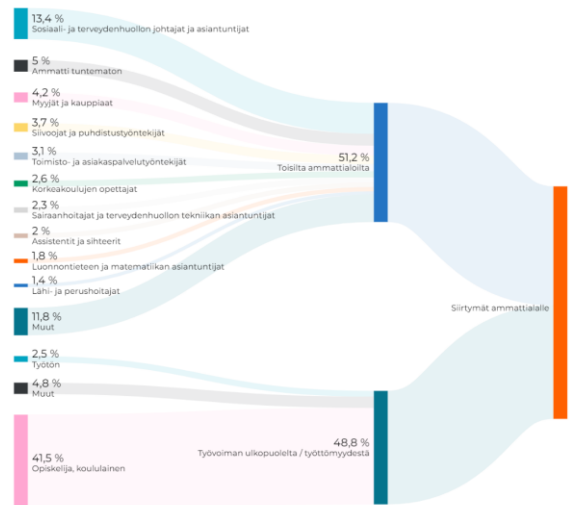 13,4 %
Sosiaali- ja terveydenhuollon johtajat ja asiantuntijat
5 %
Ammatti tuntematon
4,2 %
Myyjät ja kauppiaat
3,7 %
Siivoojat ja puhdistustyöntekijät
3,1 %
Toimisto- ja asiakaspalvelutyöntekijät
2,6 %
Korkeakoulujen opettajat
2,3 %
Sairaanhoitajat ja terveydenhuollon tekniikan asiantuntijat
2 %
Assistentit ja sihteerit
1,8 %
Luonnontieteen ja matematiikan asiantuntijat
1,4 %
Lähi- ja perushoitajat
11,8 %
Muut
2,5 %
Työtön
4,8 %
Muut
41,5 %
Opiskelija, koululainen
51,2 %
Toisilta ammattialoilta
48,8 %
Työvoiman ulkopuolelta / työttömyydestä
Siirtymät ammattialalle